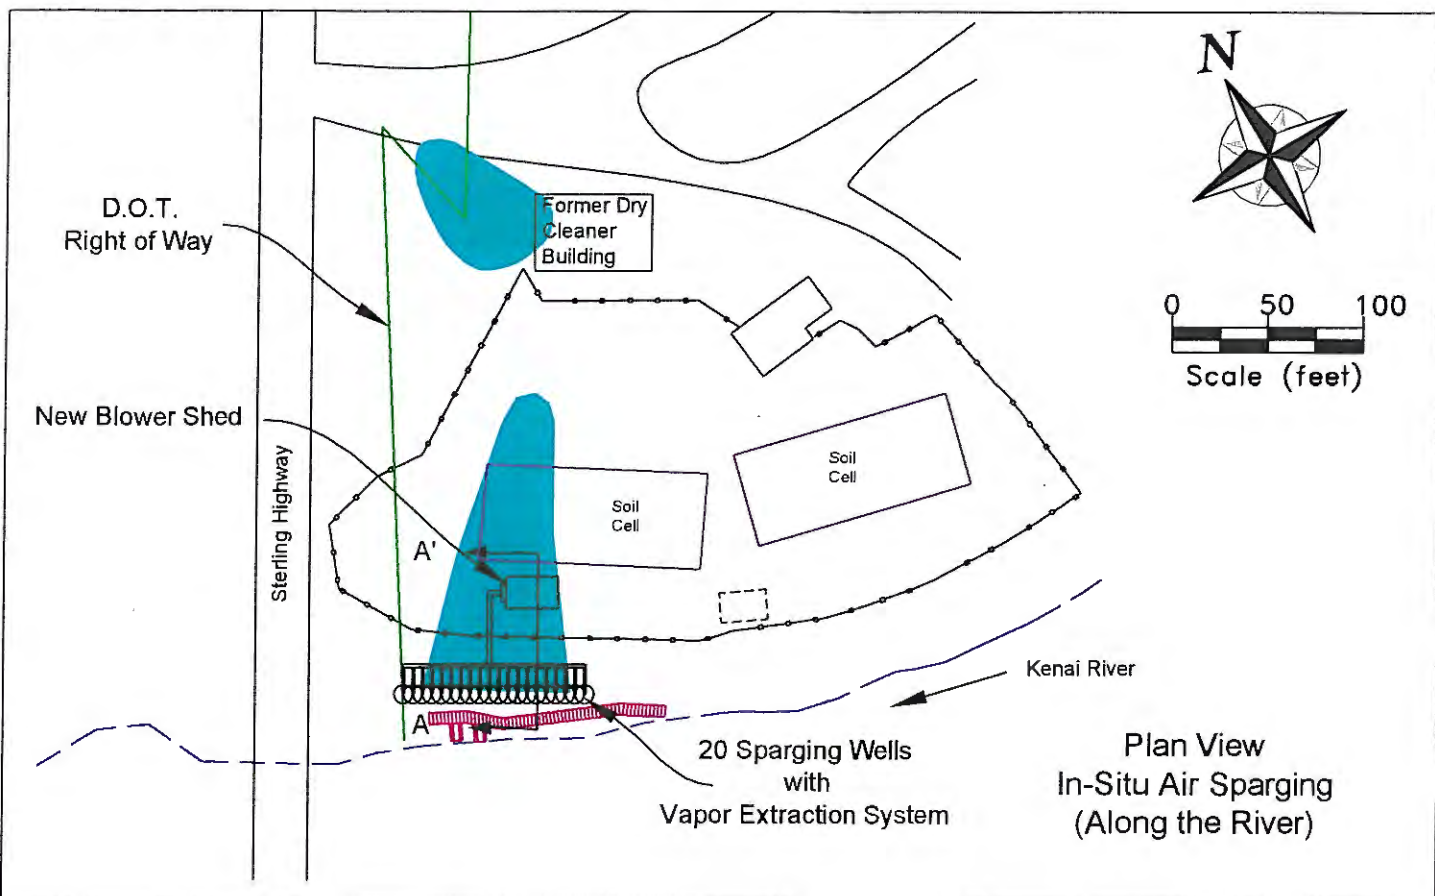 N
D.O.T.
Right of Way
Former Dry
Cleaner
Building
0 50 100
Scale (feet)
New Blower Shed
Sterling Highway
Soil
Cell
Soil
Cell
A'
Kenai River
A
20 Sparging Wells
with
Vapor Extraction System
Plan View
In-Situ Air Sparging
(Along the River)